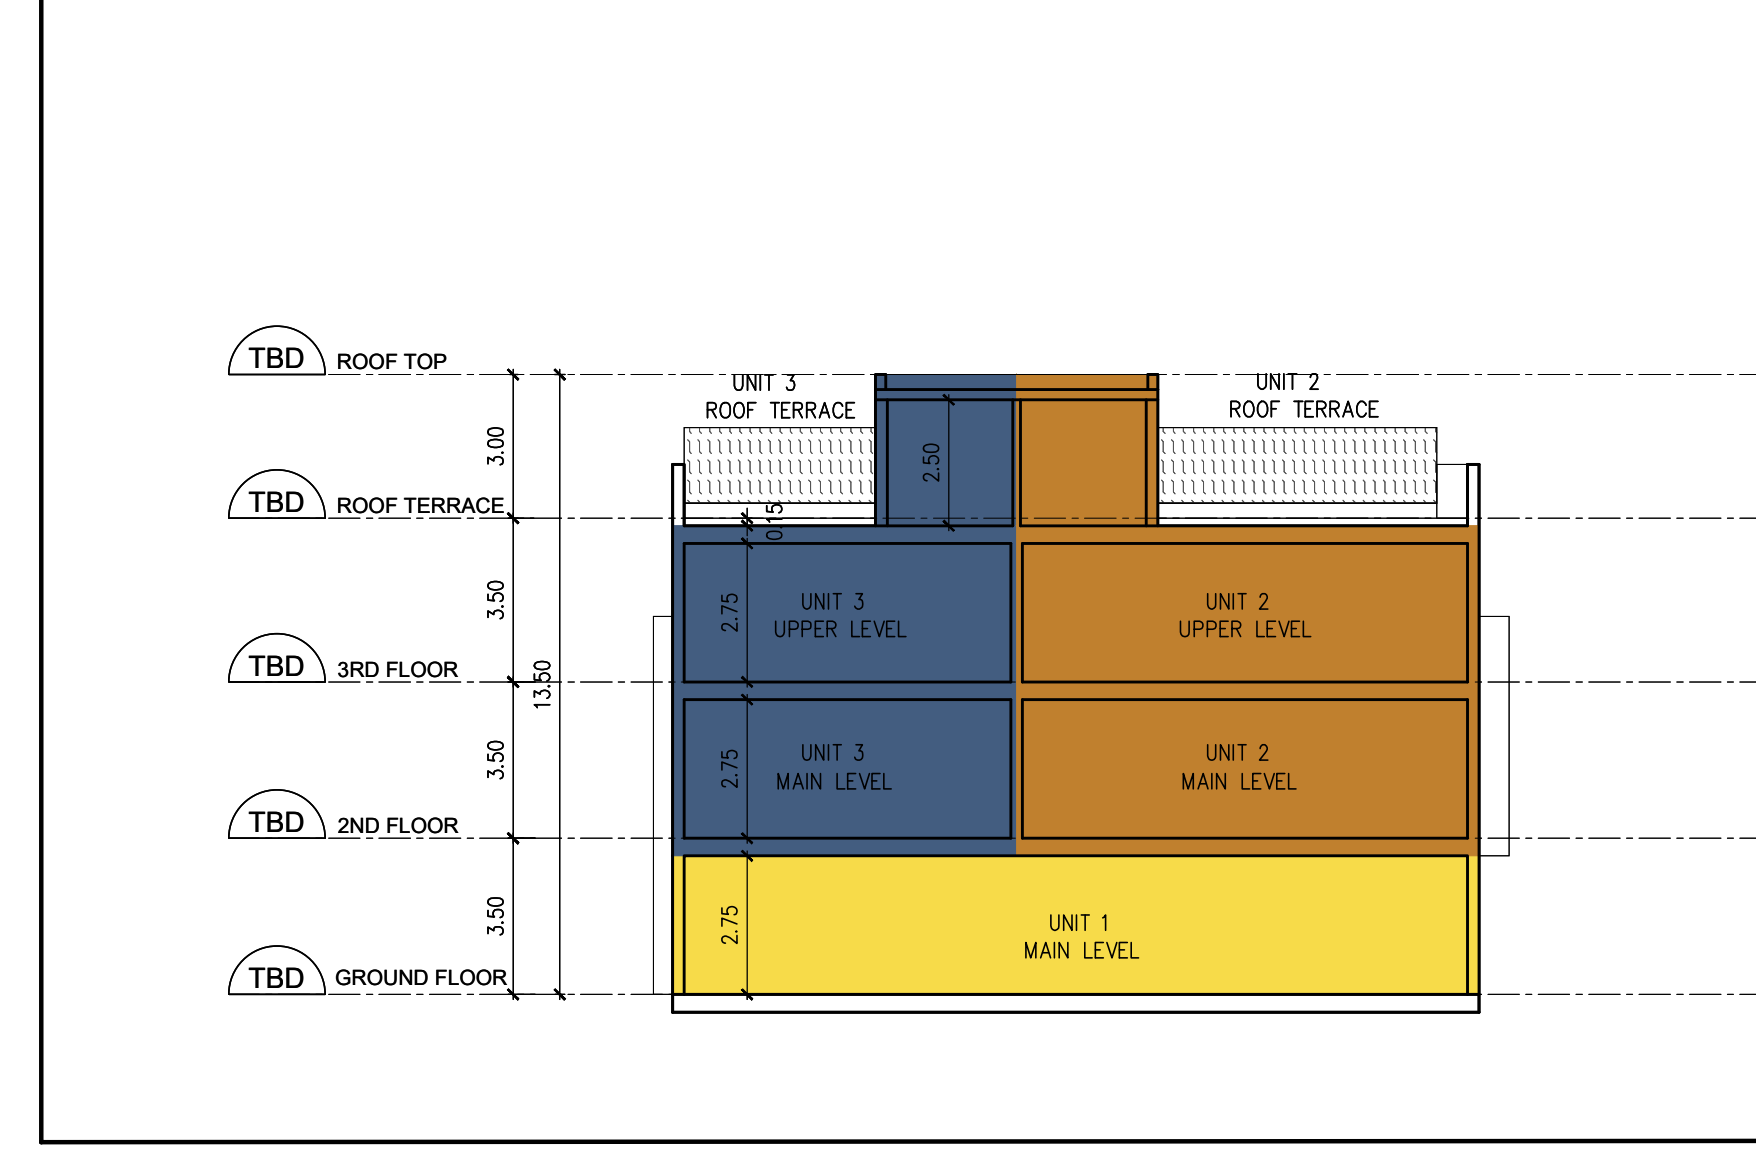 TBD ROOF TOP
UNIT 3
ROOF TERRACE
UNIT 2
ROOF TERRACE
3.00
2.50
TBD ROOF TERRACE
0.15
3.50
2.75
UNIT 3
UPPER LEVEL
UNIT 2
UPPER LEVEL
TBD 3RD FLOOR
13.50
3.50
2.75
UNIT 3
MAIN LEVEL
UNIT 2
MAIN LEVEL
TBD 2ND FLOOR
3.50
2.75
UNIT 1
MAIN LEVEL
TBD GROUND FLOOR